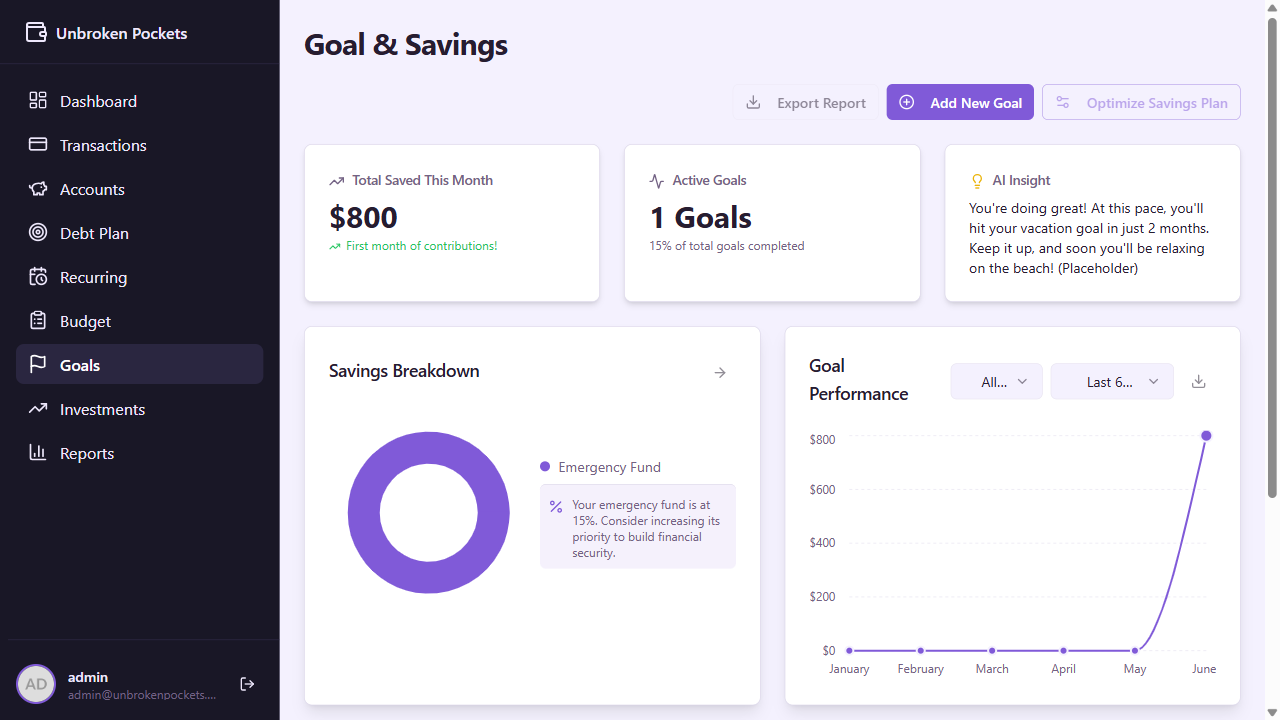 Unbroken Pockets
Dashboard
Transactions
Accounts
Debt Plan
Recurring
Budget
Goals
Investments
Reports
AD
admin
admin@unbrokenpockets....
Goal & Savings
Export Report
Add New Goal
Optimize Savings Plan
Total Saved This Month
$800
First month of contributions!
Active Goals
1 Goals
15% of total goals completed
AI Insight
You're doing great! At this pace, you'll
hit your vacation goal in just 2 months.
Keep it up, and soon you'll be relaxing
on the beach! (Placeholder)
Savings Breakdown
Emergency Fund
Your emergency fund is at
15%. Consider increasing its
priority to build financial
security.
Goal
Performance
All...
Last 6...
$800
$600
$400
$200
$0
January February March April May June